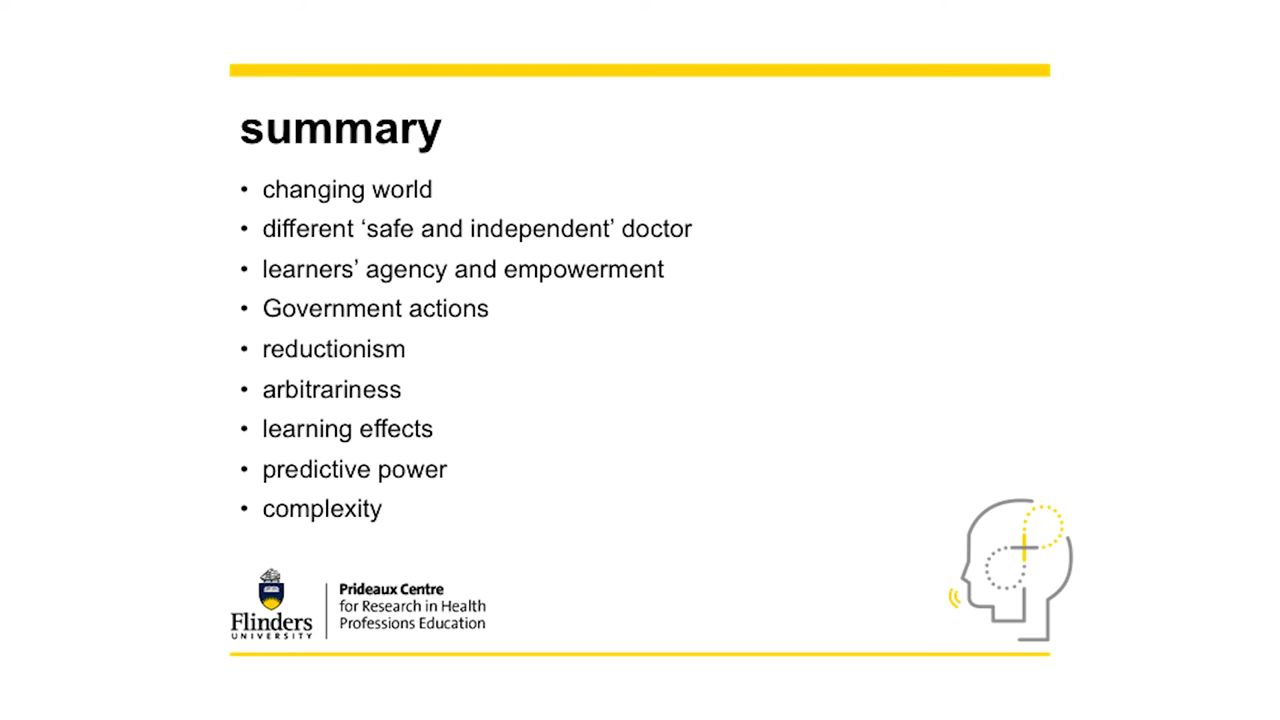 summary
• changing world
• different ‘safe and independent’ doctor
• learners’ agency and empowerment
• Government actions
• reductionism
• arbitrariness
• learning effects
• predictive power
• complexity
Flinders
UNIVERSITY
Prideaux Centre
for Research in Health
Professions Education